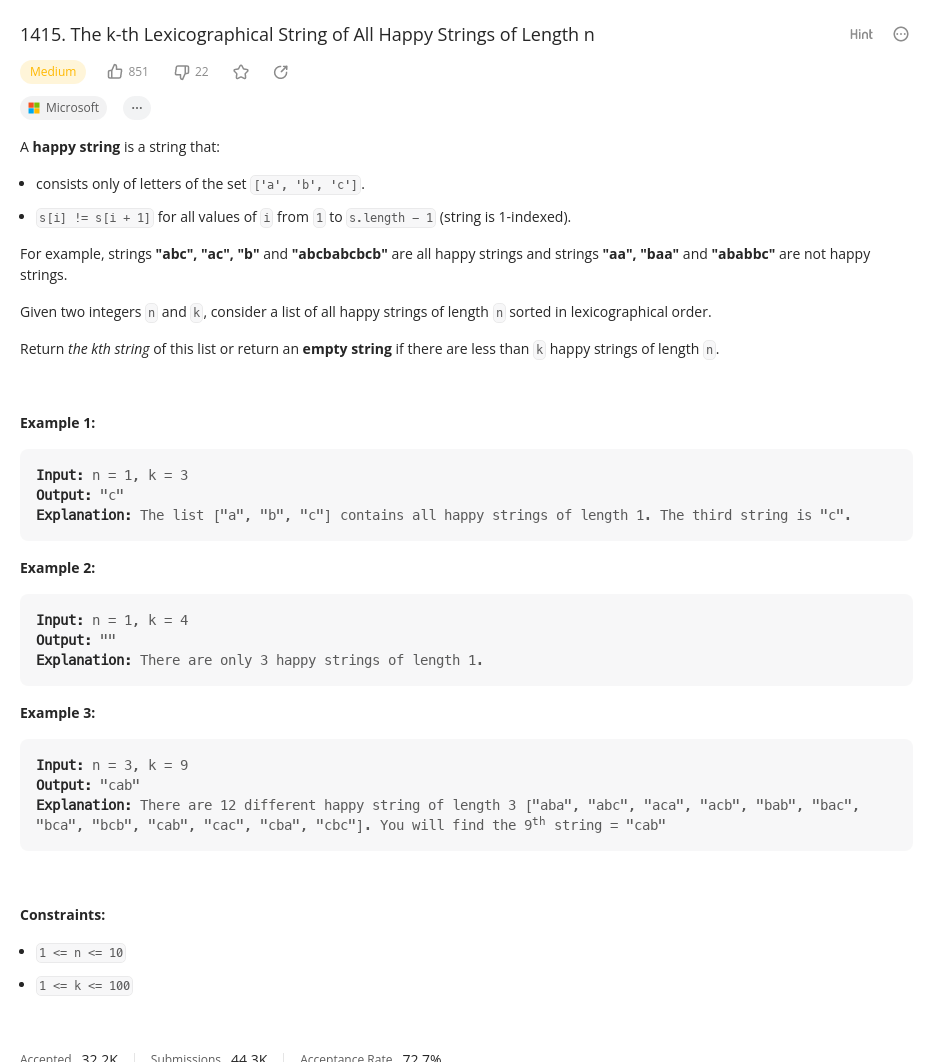 1415. The k-th Lexicographical String of All Happy Strings of Length n
Hint
Medium 851 22
Microsoft ...
A happy string is a string that:
• consists only of letters of the set ['a', 'b', 'c'].
• s[i] != s[i + 1] for all values of i from 1 to s.length - 1 (string is 1-indexed).
For example, strings "abc", "ac", "b" and "abcbabcbcb" are all happy strings and strings "aa", "baa" and "ababbc" are not happy
strings.
Given two integers n and k, consider a list of all happy strings of length n sorted in lexicographical order.
Return the kth string of this list or return an empty string if there are less than k happy strings of length n.
Example 1:
Input: n = 1, k = 3
Output: "c"
Explanation: The list ["a", "b", "c"] contains all happy strings of length 1. The third string is "c".
Example 2:
Input: n = 1, k = 4
Output: ""
Explanation: There are only 3 happy strings of length 1.
Example 3:
Input: n = 3, k = 9
Output: "cab"
Explanation: There are 12 different happy string of length 3 ["aba", "abc", "aca", "acb", "bab", "bac",
"bca", "bcb", "cab", "cac", "cba", "cbc"]. You will find the 9th string = "cab"
Constraints:
• 1 <= n <= 10
• 1 <= k <= 100
Accepted 32.2K Submissions 44.3K Acceptance Rate 72.7%